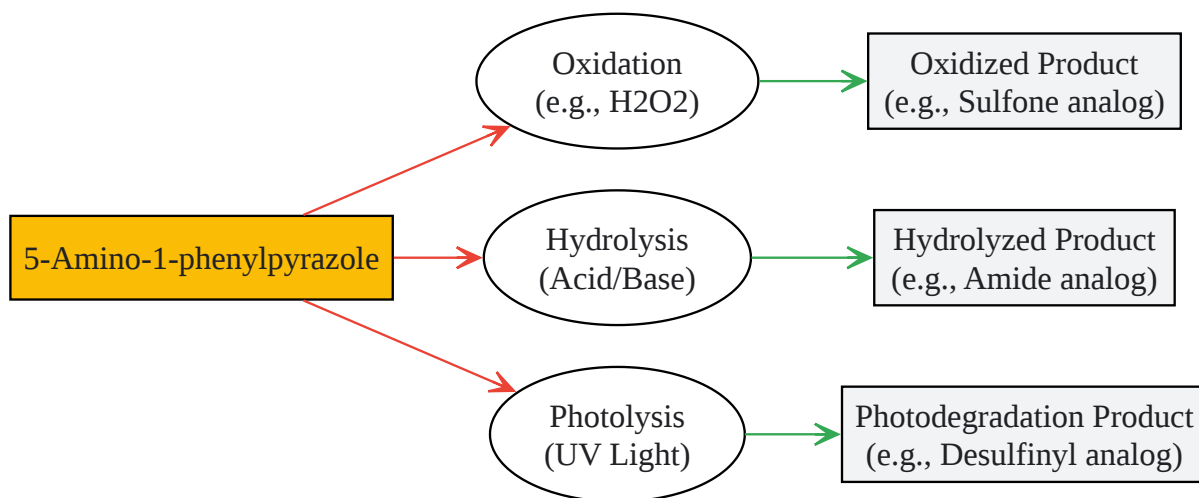 Oxidation
(e.g., H2O2)
Oxidized Product
(e.g., Sulfone analog)
5-Amino-1-phenylpyrazole
Hydrolysis
(Acid/Base)
Hydrolyzed Product
(e.g., Amide analog)
Photolysis
(UV Light)
Photodegradation Product
(e.g., Desulfinyl analog)